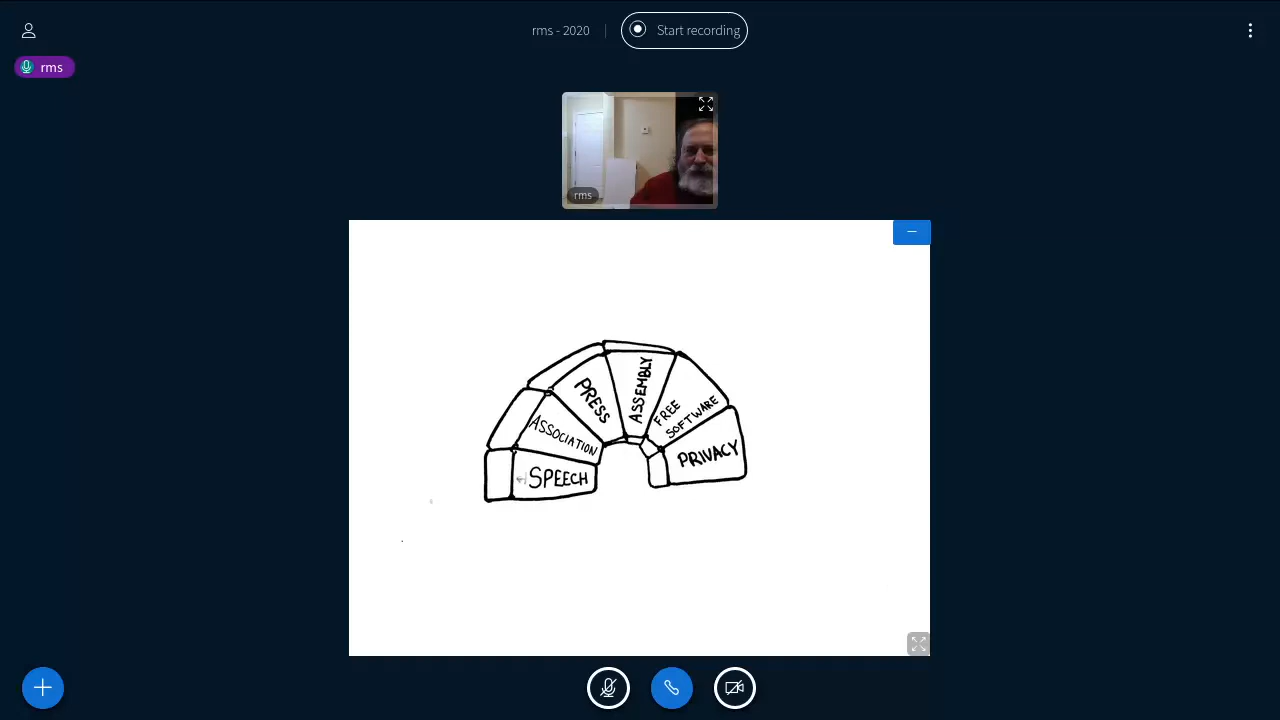 rms - 2020
Start recording
rms
rms
PRESS
ASSEMBLY
FREE
SOFTWARE
ASSOCIATION
PRIVACY
SPEECH